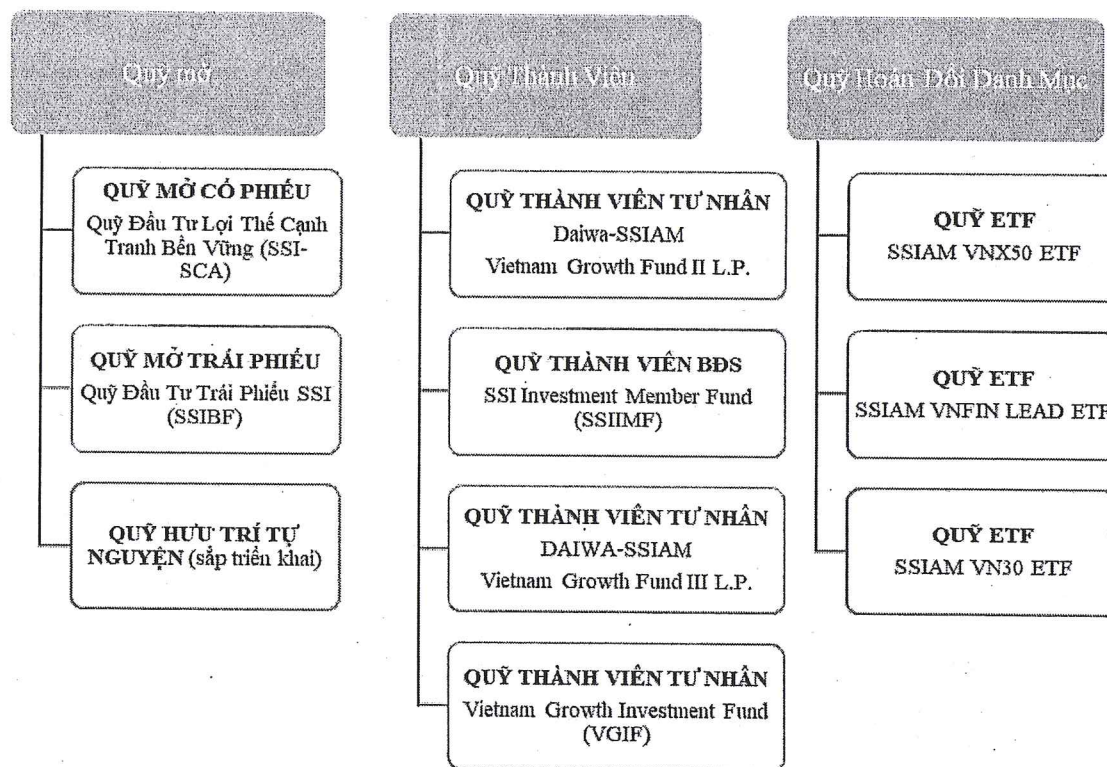 Quỹ mở
QUỸ MỞ CỔ PHIẾU
Quỹ Đầu Tư Lợi Thế Cạnh
Tranh Bền Vững (SSI-
SCA)
QUỸ MỞ TRÁI PHIẾU
Quỹ Đầu Tư Trái Phiếu SSI
(SSIBF)
QUỸ HƯU TRÍ TỰ
NGUYỆN (sắp triển khai)
Quỹ Thành Viên
QUỸ THÀNH VIÊN TƯ NHÂN
Daiwa-SSIAM
Vietnam Growth Fund II L.P.
QUỸ THÀNH VIÊN BĐS
SSI Investment Member Fund
(SSIIMF)
QUỸ THÀNH VIÊN TƯ NHÂN
DAIWA-SSIAM
Vietnam Growth Fund III L.P.
QUỸ THÀNH VIÊN TƯ NHÂN
Vietnam Growth Investment Fund
(VGIF)
Quỹ Hoán Đổi Danh Mục
QUỸ ETF
SSIAM VNX50 ETF
QUỸ ETF
SSIAM VNFIN LEAD ETF
QUỸ ETF
SSIAM VN30 ETF